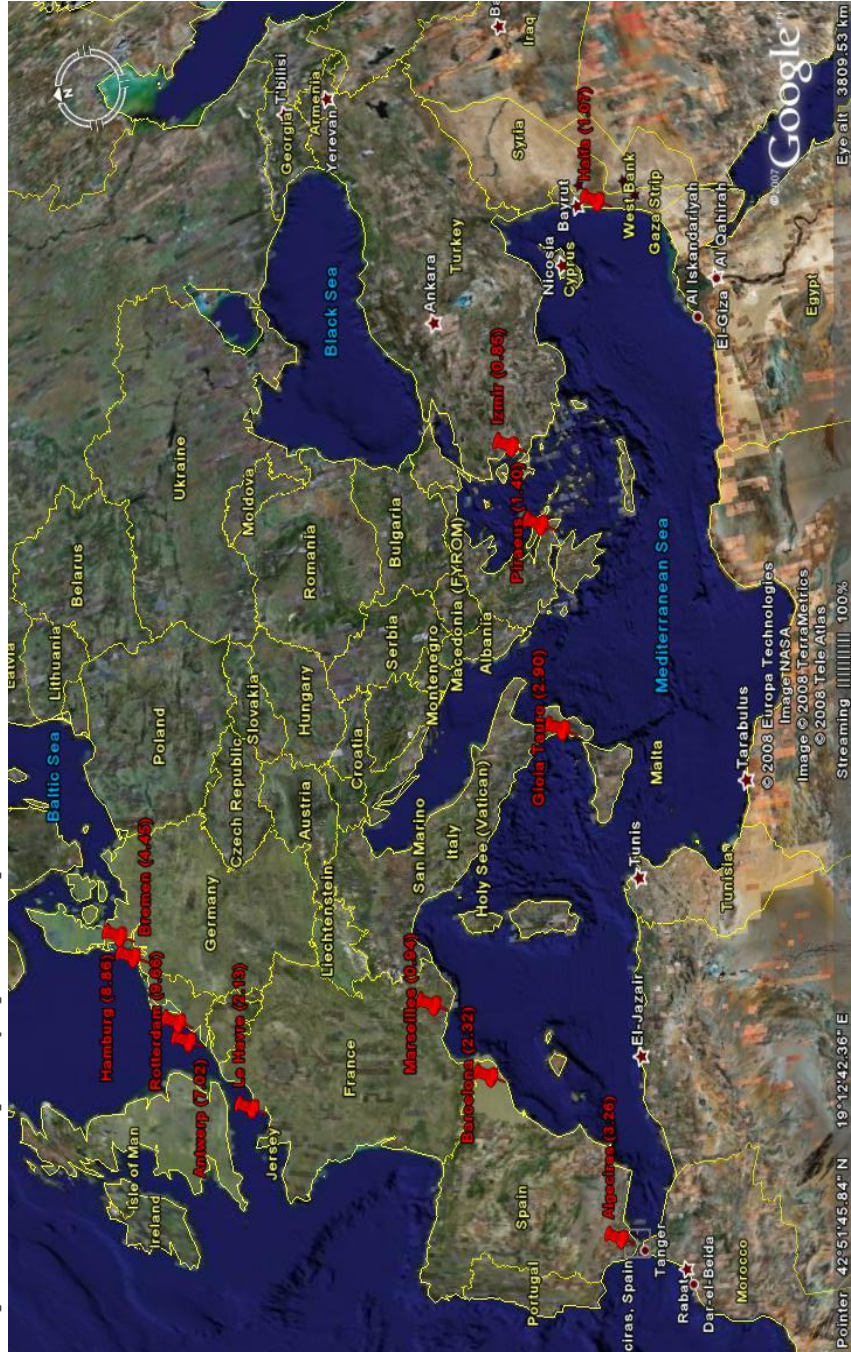 Latvia
Baltic Sea
Lithuania
Belarus
Isle of Man
Ireland
Hamburg (8.86)
Bremen (4.45)
Rotterdam
Antwerp (7.02)
Le Havre (2.13)
Jersey
Germany
Poland
Czech Republic
Slovakia
Ukraine
Moldova
Liechtenstein
Austria
Hungary
Romania
France
Croatia
Serbia
Bulgaria
Black Sea
Georgia
T'bilisi
Armenia
Yerevan
Marseilles (0.94)
San Marino
Italy
Holy See (Vatican)
Montenegro
Macedonia (FYROM)
Albania
Ankara
Turkey
Barcelona (2.32)
Portugal
Spain
Algeciras (3.26)
Gioia Tauro (2.90)
Piraeus (1.40)
Izmir (0.85)
Nicosia
Cyprus
Syria
Iraq
Ba
Bayrut
Haifa (1.07)
West Bank
Gaza Strip
ciras, Spain
Tanger
Rabat
Dar-el-Beida
Morocco
El-Jazair
Tunis
Tunisia
Malta
Mediterranean Sea
Tarabulus
Al Iskandariyah
El-Giza
Al Qahirah
Egypt
© 2008 Europa Technologies
Image NASA
Image © 2008 TerraMetrics
© 2008 Tele Atlas
© 2007 Google™
N
Pointer 42°51'45.84" N 19°12'42.36" E Streaming |||||||||| 100% Eye alt 3809.53 km